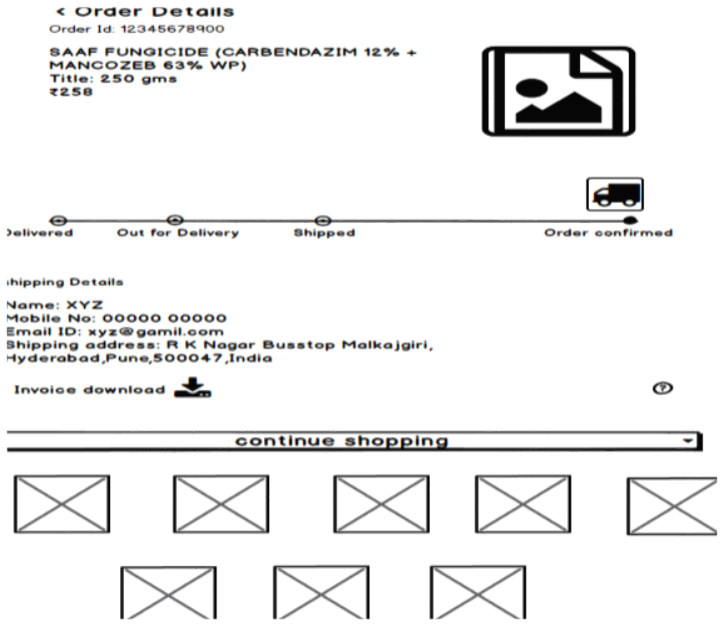 < Order Details
Order Id: 12345678900
SAAF FUNGICIDE (CARBENDAZIM 12% +
MANCOZEB 63% WP)
Title: 250 gms
₹258
Delivered Out for Delivery Shipped Order confirmed
Shipping Details
Name: XYZ
Mobile No: 00000 00000
Email ID: xyz@gamil.com
Shipping address: R K Nagar Busstop Malkajgiri,
Hyderabad,Pune,500047,India
Invoice download ?
continue shopping